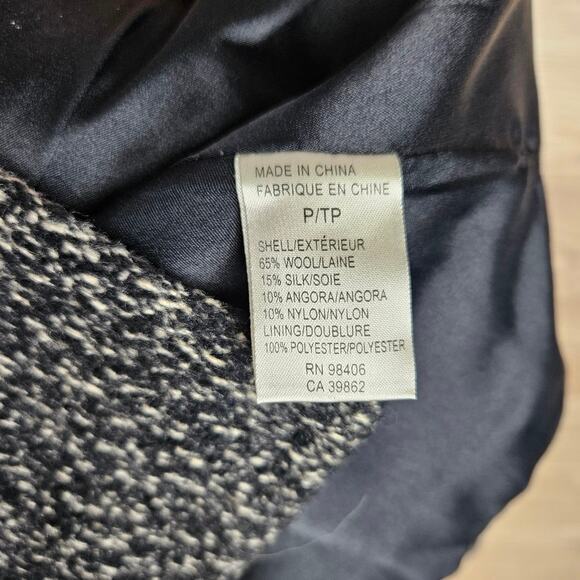 MADE IN CHINA
FABRIQUE EN CHINE
P/TP
SHELL/EXTÉRIEUR
65% WOOL/LAINE
15% SILK/SOIE
10% ANGORA/ANGORA
10% NYLON/NYLON
LINING/DOUBLURE
100% POLYESTER/POLYESTER
RN 98406
CA 39862